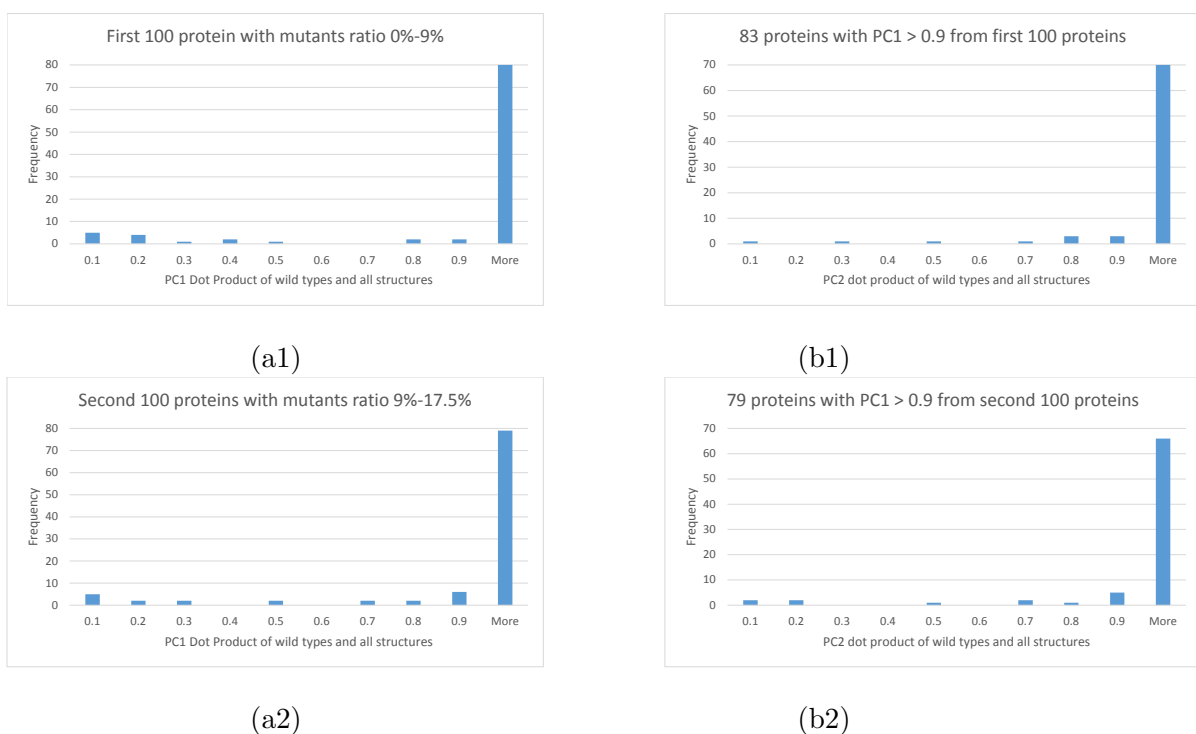 First 100 protein with mutants ratio 0%-9%
80
70
60
50
40
30
20
10
0
Frequency
0.1 0.2 0.3 0.4 0.5 0.6 0.7 0.8 0.9 More
PC1 Dot Product of wild types and all structures
(a1)
83 proteins with PC1 > 0.9 from first 100 proteins
70
60
50
40
30
20
10
0
Frequency
0.1 0.2 0.3 0.4 0.5 0.6 0.7 0.8 0.9 More
PC2 dot product of wild types and all structures
(b1)
Second 100 proteins with mutants ratio 9%-17.5%
80
70
60
50
40
30
20
10
0
Frequency
0.1 0.2 0.3 0.4 0.5 0.6 0.7 0.8 0.9 More
PC1 Dot Product of wild types and all structures
(a2)
79 proteins with PC1 > 0.9 from second 100 proteins
70
60
50
40
30
20
10
0
Frequency
0.1 0.2 0.3 0.4 0.5 0.6 0.7 0.8 0.9 More
PC2 dot product of wild types and all structures
(b2)